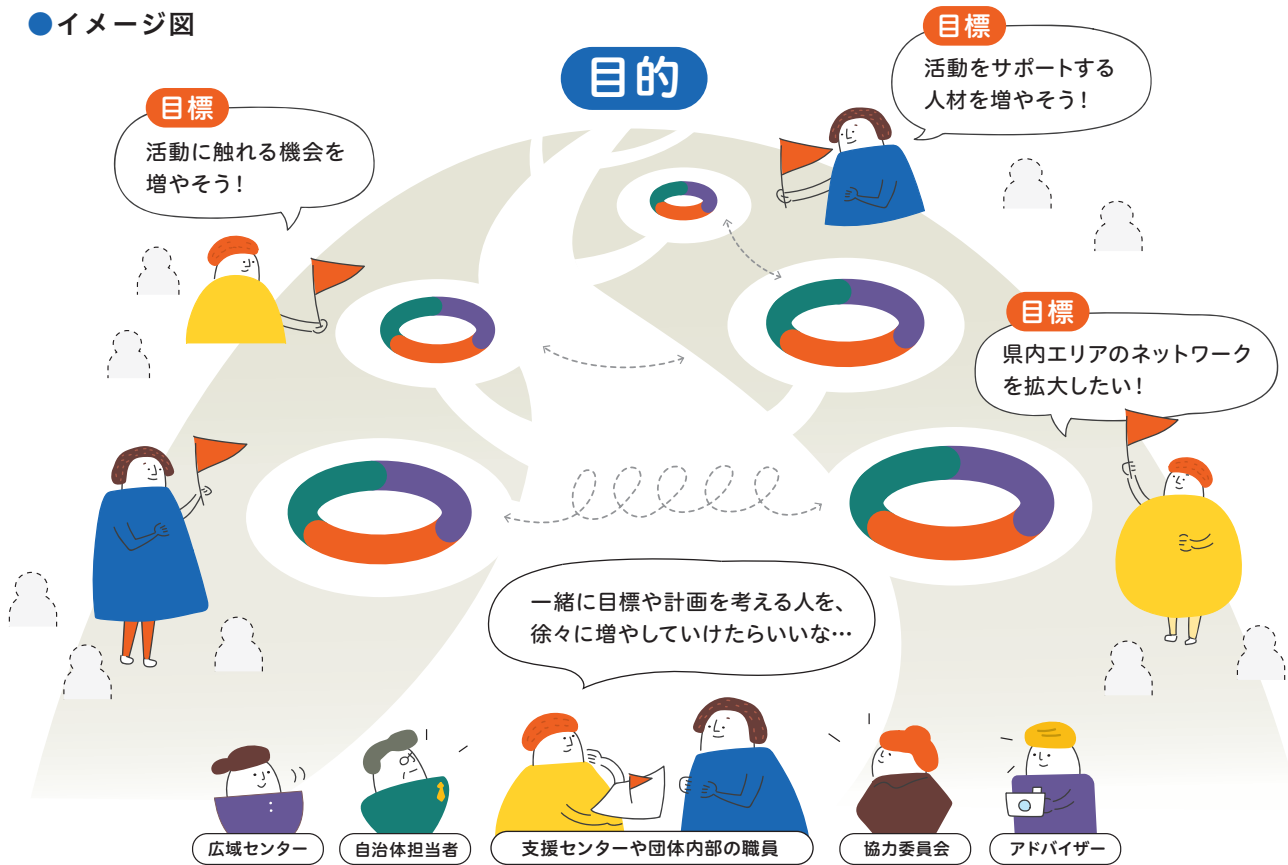 ●イメージ図
目的
目標
活動に触れる機会を
増やそう！
目標
活動をサポートする
人材を増やそう！
目標
県内エリアのネットワーク
を拡大したい！
一緒に目標や計画を考える人を、
徐々に増やしていけたらいいな…
広域センター
自治体担当者
支援センターや団体内部の職員
協力委員会
アドバイザー